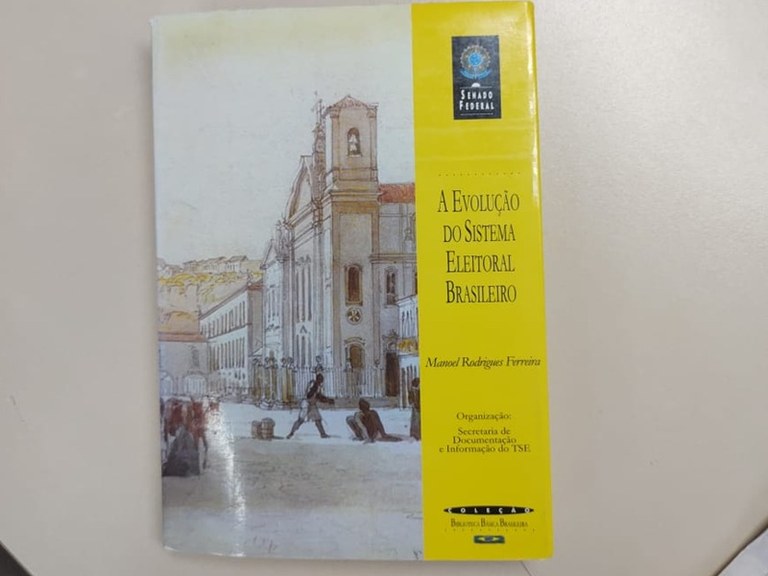 SENADO
FEDERAL
A EVOLUÇÃO
DO SISTEMA
ELEITORAL
BRASILEIRO
Manoel Rodrigues Ferreira
Organização:
Secretaria de
Documentação
e Informação do TSE
COLEÇÃO
BIBLIOTECA BÁSICA BRASILEIRA